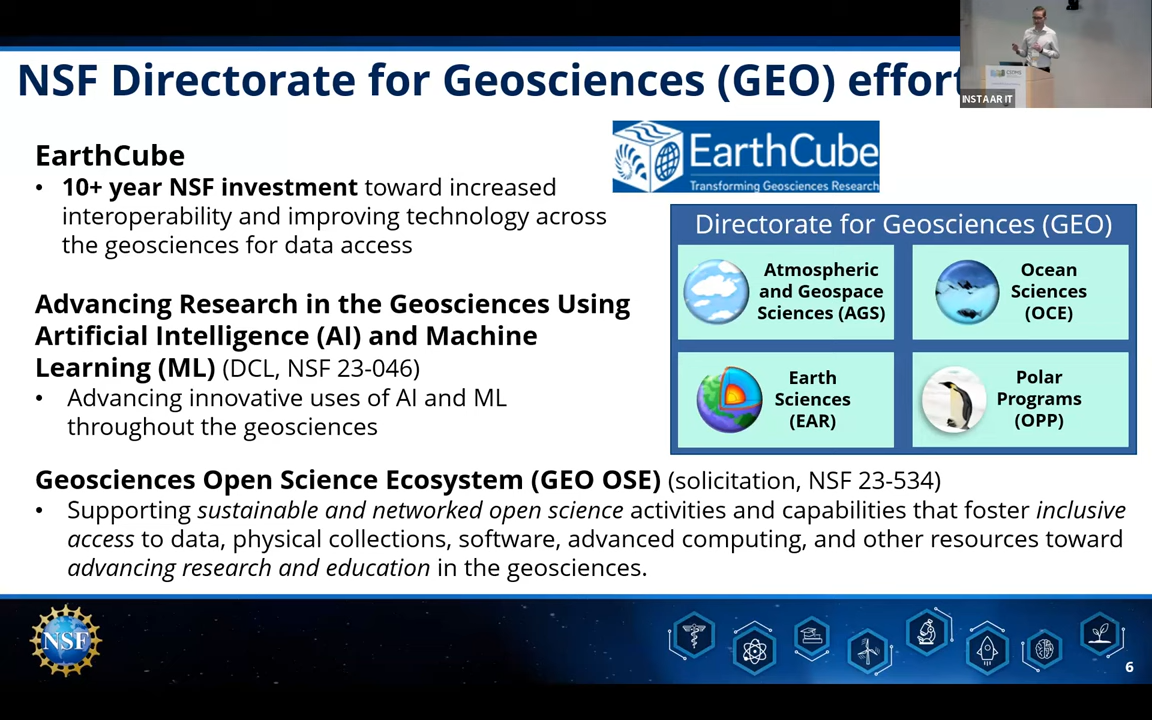 NSF Directorate for Geosciences (GEO) effort
INSTAAR IT
EarthCube
• 10+ year NSF investment toward increased
interoperability and improving technology across
the geosciences for data access
EarthCube
Transforming Geosciences Research
Advancing Research in the Geosciences Using
Artificial Intelligence (AI) and Machine
Learning (ML) (DCL, NSF 23-046)
• Advancing innovative uses of AI and ML
throughout the geosciences
Directorate for Geosciences (GEO)
Atmospheric
and Geospace
Sciences (AGS)
Ocean
Sciences
(OCE)
Earth
Sciences
(EAR)
Polar
Programs
(OPP)
Geosciences Open Science Ecosystem (GEO OSE) (solicitation, NSF 23-534)
• Supporting sustainable and networked open science activities and capabilities that foster inclusive
access to data, physical collections, software, advanced computing, and other resources toward
advancing research and education in the geosciences.
NSF
6